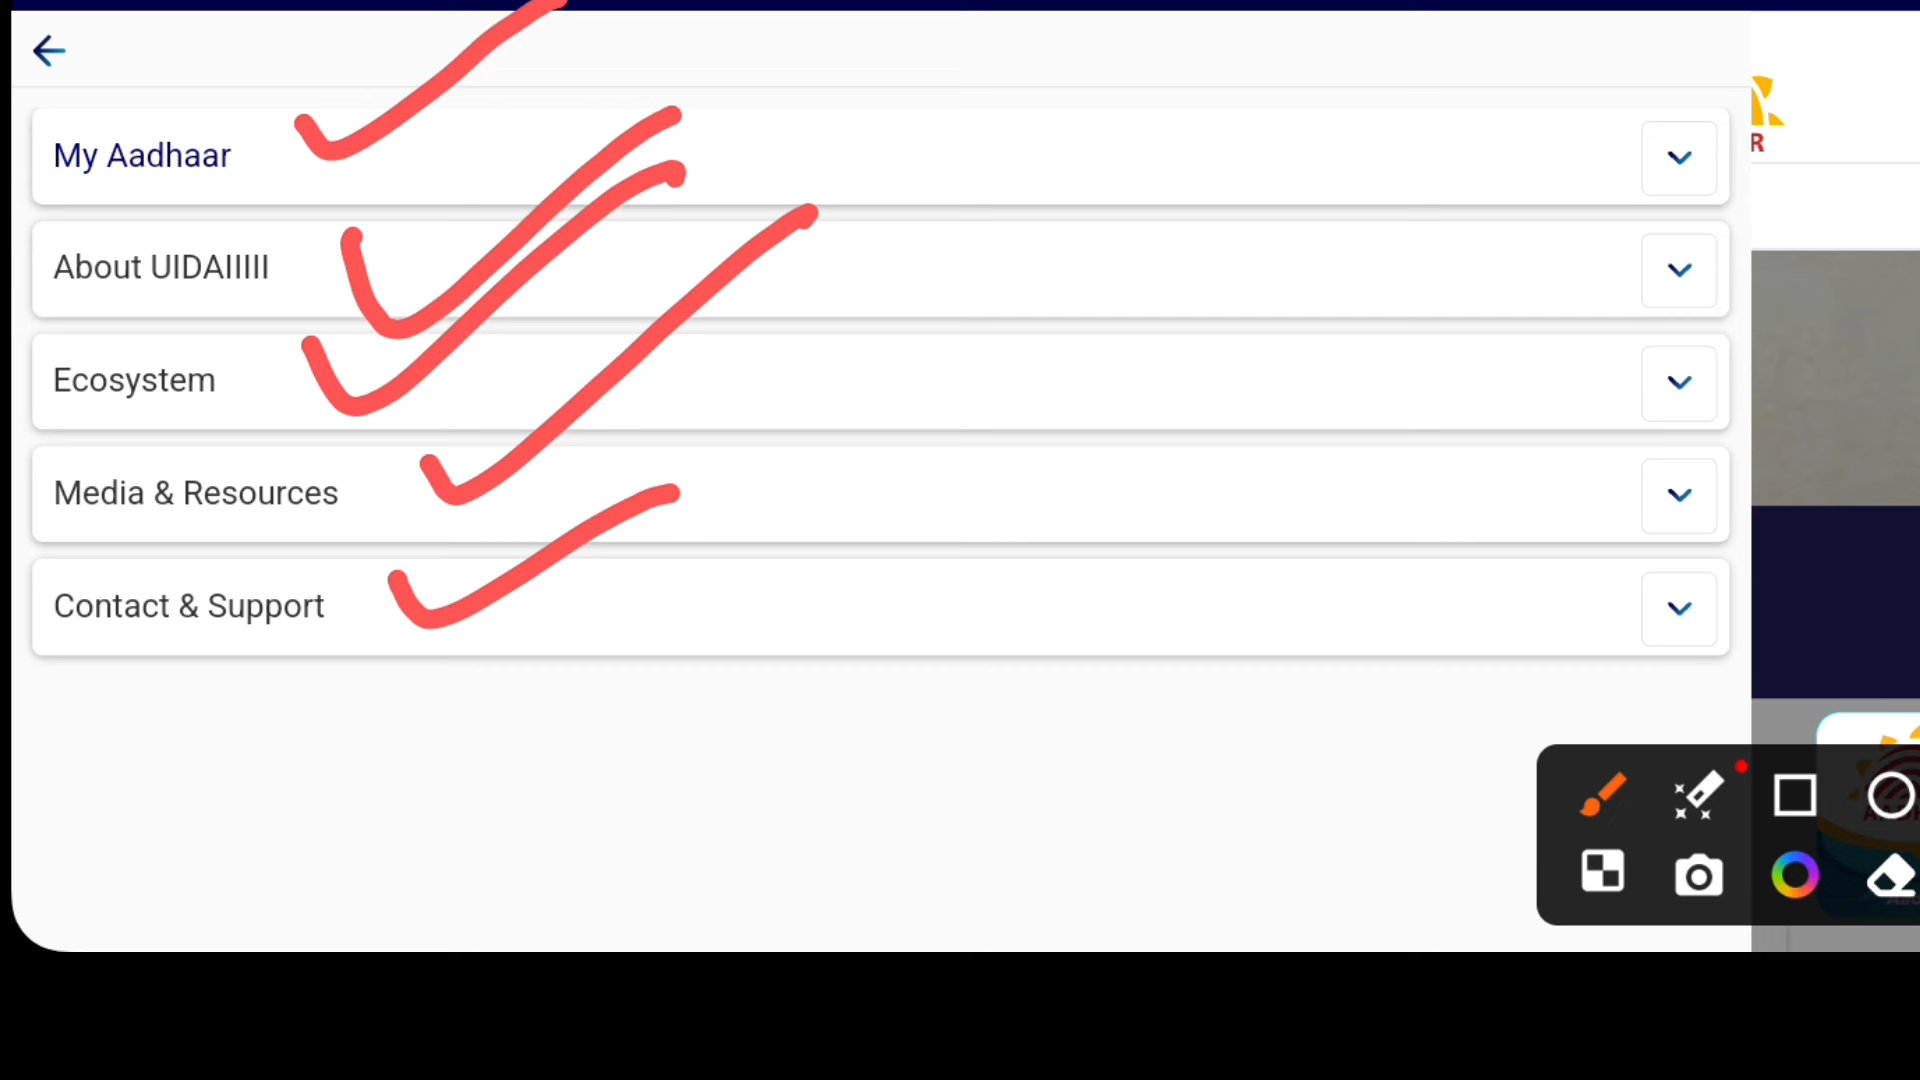 My Aadhaar
R
About UIDAIIIII
Ecosystem
Media & Resources
Contact & Support